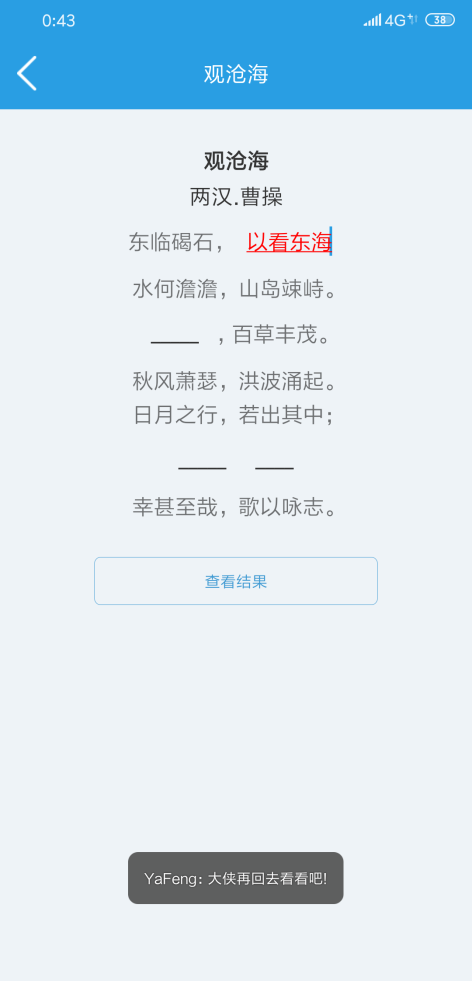 0:43 4G 38
观沧海
观沧海
两汉.曹操
东临碣石， 以看东海
水何澹澹，山岛竦峙。
，百草丰茂。
秋风萧瑟，洪波涌起。
日月之行，若出其中；
幸甚至哉，歌以咏志。
查看结果
YaFeng: 大侠再回去看看吧!